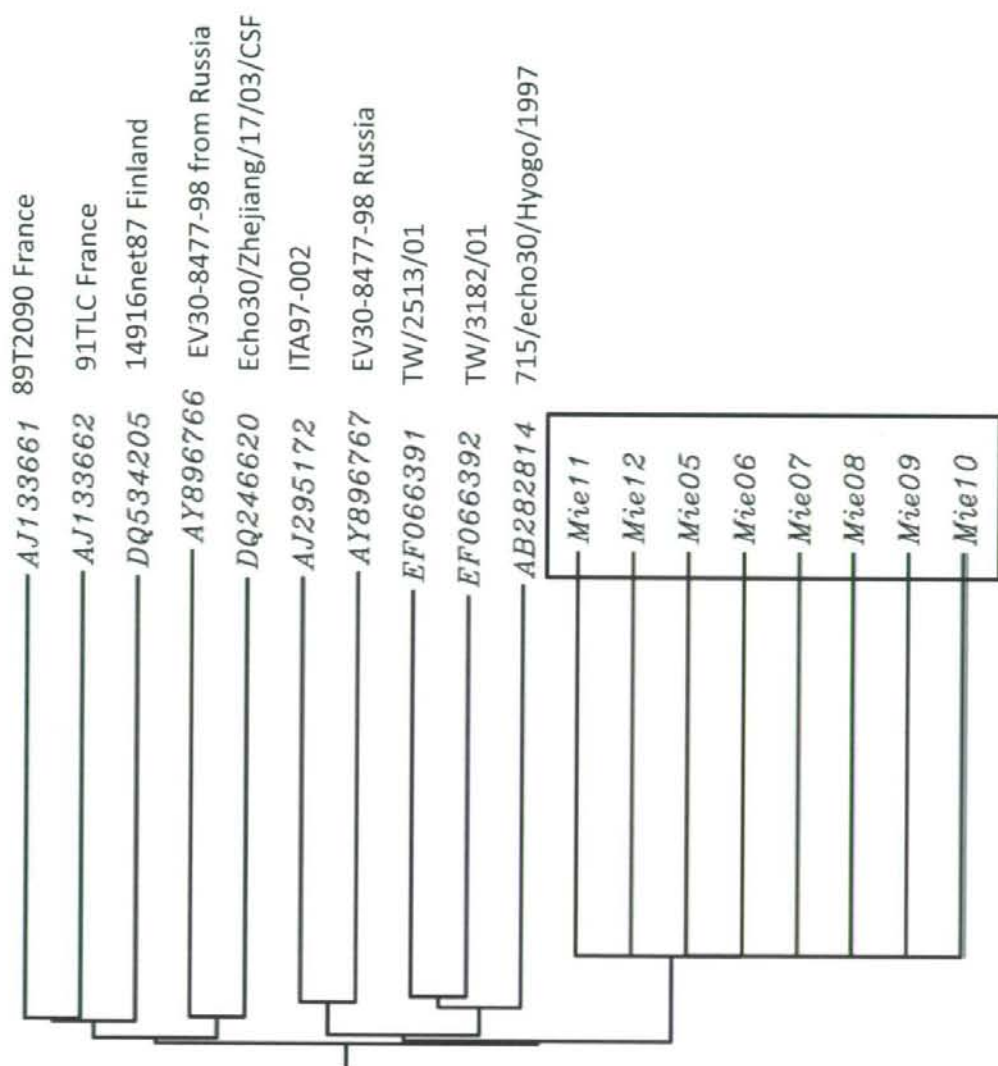 AJ133661 89T2090 France
AJ133662 91TLC France
DQ534205 14916net87 Finland
AY896766 EV30-8477-98 from Russia
DQ246620 Echo30/Zhejiang/17/03/CSF
AJ295172 ITA97-002
AY896767 EV30-8477-98 Russia
EF066391 TW/2513/01
EF066392 TW/3182/01
AB282814 715/echo30/Hyogo/1997
Mie11
Mie12
Mie05
Mie06
Mie07
Mie08
Mie09
Mie10